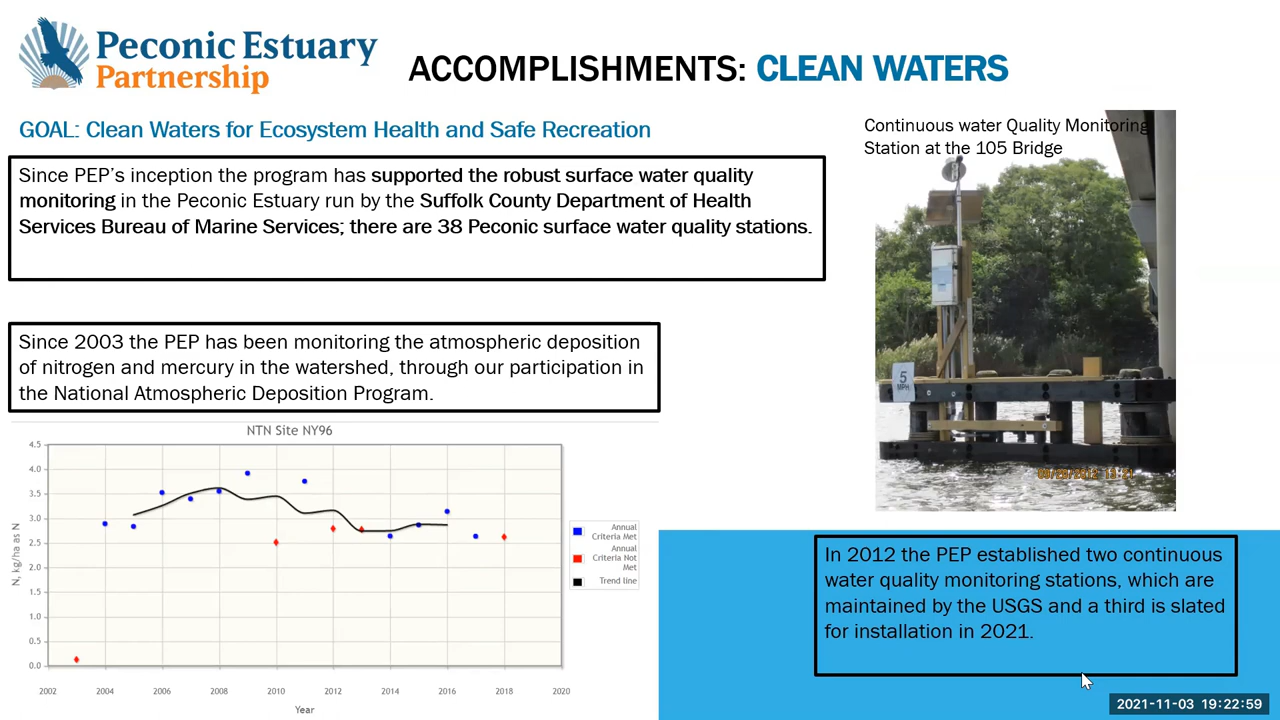 Peconic Estuary
Partnership
ACCOMPLISHMENTS: CLEAN WATERS
GOAL: Clean Waters for Ecosystem Health and Safe Recreation
Since PEP's inception the program has supported the robust surface water quality
monitoring in the Peconic Estuary run by the Suffolk County Department of Health
Services Bureau of Marine Services; there are 38 Peconic surface water quality stations.
Continuous water Quality Monitoring
Station at the 105 Bridge
5
MPH
Since 2003 the PEP has been monitoring the atmospheric deposition
of nitrogen and mercury in the watershed, through our participation in
the National Atmospheric Deposition Program.
NTN Site NY96
4.5
4.0
3.5
3.0
2.5
2.0
1.5
1.0
0.5
0.0
N, kg/ha as N
2002 2004 2006 2008 2010 2012 2014 2016 2018 2020
Year
Annual
Criteria Met
Annual
Criteria Not
Met
Trend line
In 2012 the PEP established two continuous
water quality monitoring stations, which are
maintained by the USGS and a third is slated
for installation in 2021.
2021-11-03 19:22:59